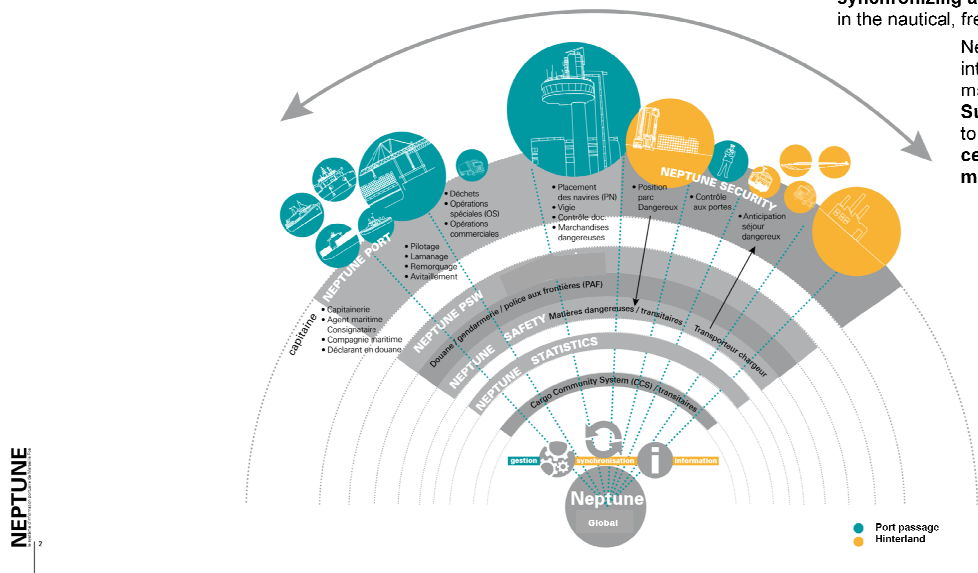 synchronizing a
in the nautical, fre
Ne
int
ma
Su
to
ce
m
NEPTUNE SECURITY
• Déchets
• Opérations
spéciales (OS)
• Opérations
commerciales
• Placement
des navires (PN)
• Vigie
• Contrôle doc.
• Marchandises
dangereuses
• Position
parc
Dangereux
• Contrôle
aux portes
• Anticipation
séjour
dangereux
NEPTUNE PORT
• Pilotage
• Lamanage
• Remorquage
• Avitaillement
capitaine
• Capitainerie
• Agent maritime
Consignataire
• Compagnie maritime
• Déclarant en douane
NEPTUNE PSW
Douane / gendarmerie / police aux frontières (PAF)
NEPTUNE SAFETY
Matières dangereuses / transitaires
Transporteur chargeur
NEPTUNE STATISTICS
Cargo Community System (CCS) / transitaires
gestion
synchronisation
information
Neptune
Global
Port passage
Hinterland
NEPTUNE
2